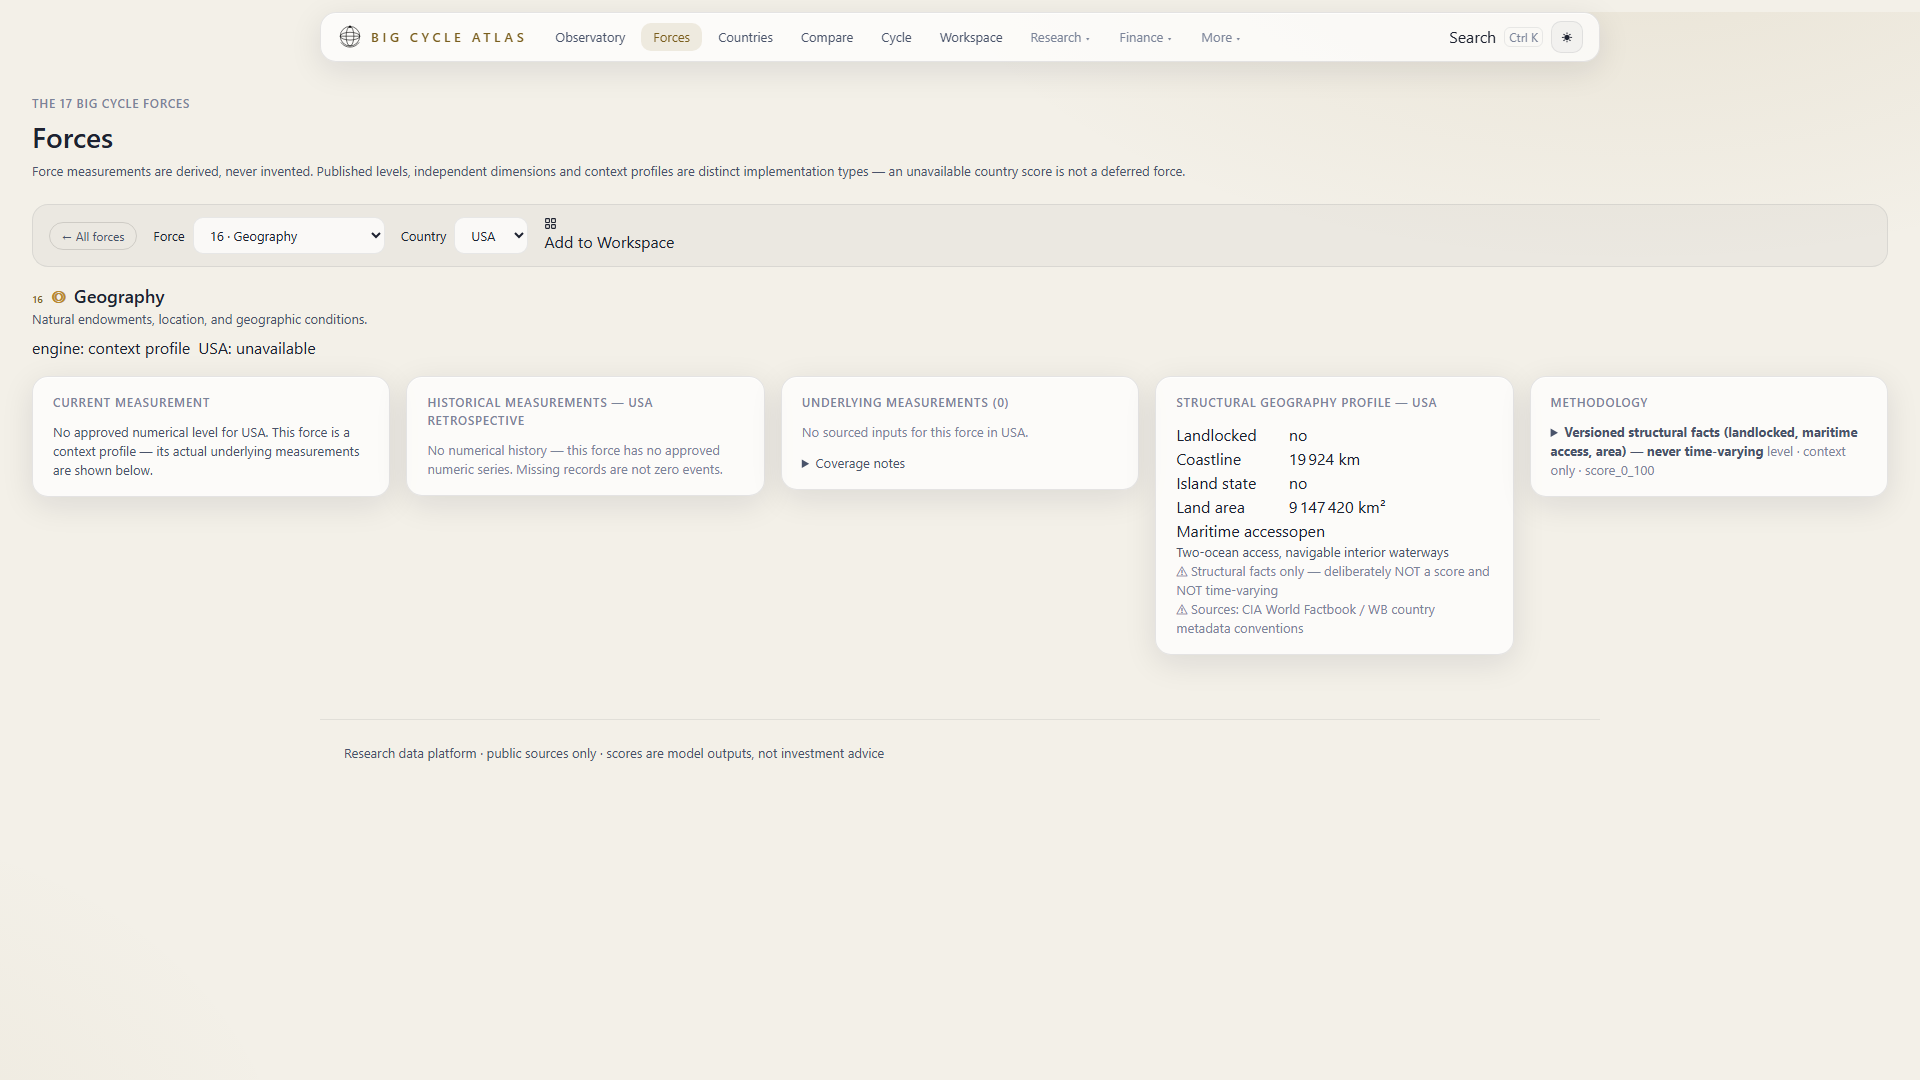 BIG CYCLE ATLAS
Observatory
Forces
Countries
Compare
Cycle
Workspace
Research
Finance
More
Search Ctrl K
THE 17 BIG CYCLE FORCES
Forces
Force measurements are derived, never invented. Published levels, independent dimensions and context profiles are distinct implementation types — an unavailable country score is not a deferred force.
← All forces
Force
16 · Geography
Country
USA
Add to Workspace
16 Geography
Natural endowments, location, and geographic conditions.
engine: context profile USA: unavailable
CURRENT MEASUREMENT
No approved numerical level for USA. This force is a
context profile — its actual underlying measurements
are shown below.
HISTORICAL MEASUREMENTS — USA
RETROSPECTIVE
No numerical history — this force has no approved
numeric series. Missing records are not zero events.
UNDERLYING MEASUREMENTS (0)
No sourced inputs for this force in USA.
▶ Coverage notes
STRUCTURAL GEOGRAPHY PROFILE — USA
Landlocked no
Coastline 19 924 km
Island state no
Land area 9 147 420 km²
Maritime accessopen
Two-ocean access, navigable interior waterways
⚠ Structural facts only — deliberately NOT a score and
NOT time-varying
⚠ Sources: CIA World Factbook / WB country
metadata conventions
METHODOLOGY
▶ Versioned structural facts (landlocked, maritime
access, area) — never time-varying level · context
only · score_0_100
Research data platform · public sources only · scores are model outputs, not investment advice